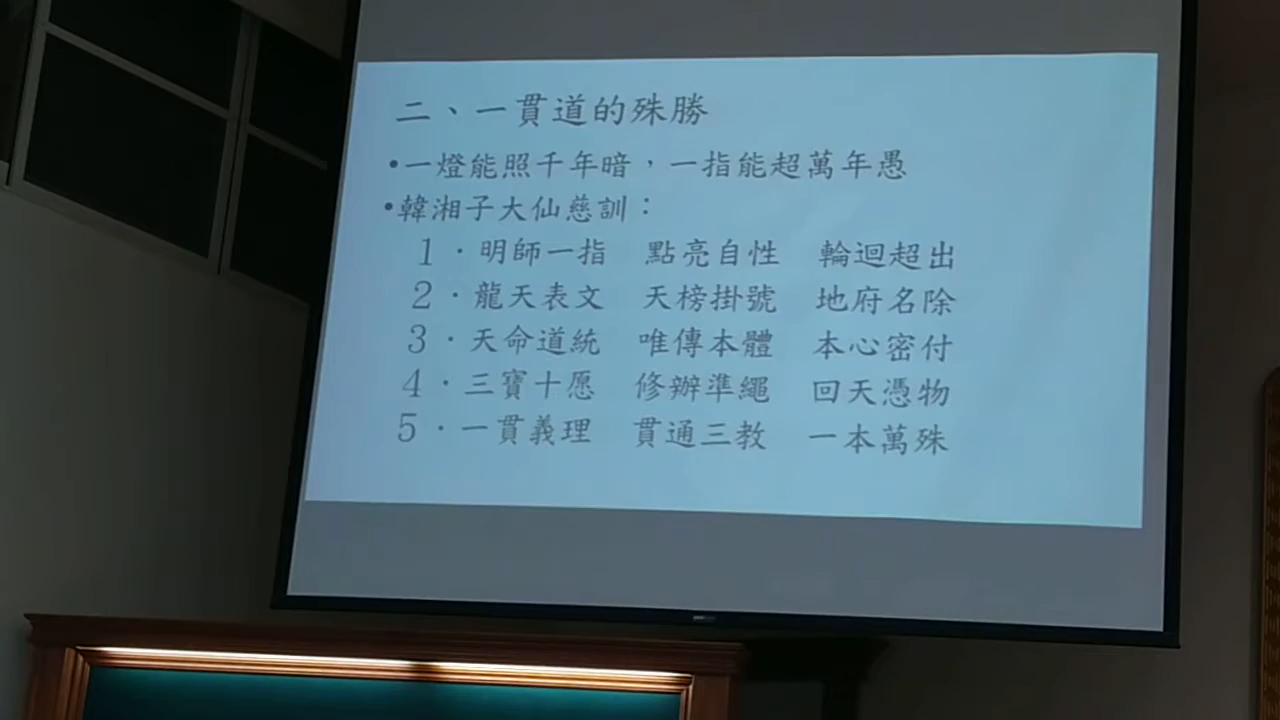 二、一貫道的殊勝
•一燈能照千年暗，一指能超萬年愚
•韓湘子大仙慈訓：
1．明師一指　點亮自性　輪迴超出
2．龍天表文　天榜掛號　地府名除
3．天命道統　唯傳本體　本心密付
4．三寶十愿　修辦準繩　回天憑物
5．一貫義理　貫通三教　一本萬殊